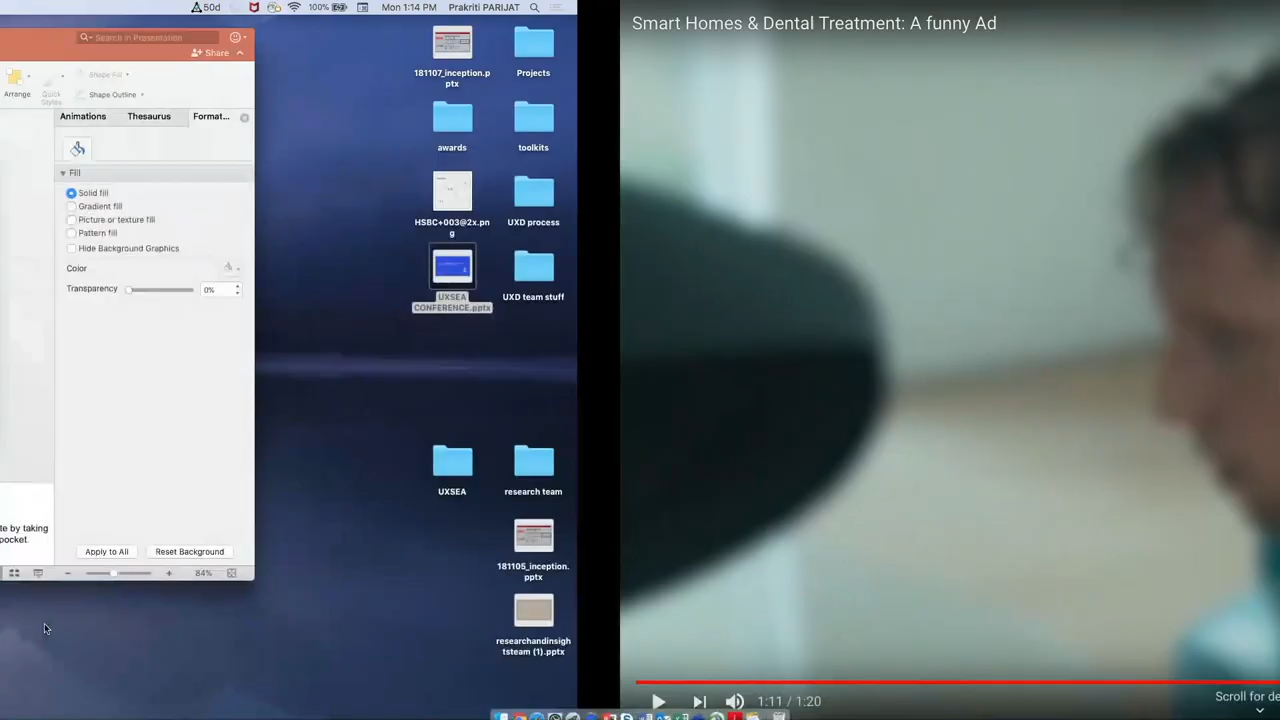 50d
100%
Mon 1:14 PM
Prakriti PARIJAT
Search in Presentation
Share
Arrange
Quick
Styles
Shape Fill
Shape Outline
Animations
Thesaurus
Format...
Fill
Solid fill
Gradient fill
Picture or texture fill
Pattern fill
Hide Background Graphics
Color
Transparency
0%
te by taking
pocket.
Apply to All
Reset Background
84%
181107_inception.p
ptx
Projects
awards
toolkits
HSBC+003@2x.pn
g
UXD process
UXSEA
CONFERENCE.pptx
UXD team stuff
UXSEA
research team
181105_inception.
pptx
researchandinsigh
tsteam (1).pptx
Smart Homes & Dental Treatment: A funny Ad
1:11 / 1:20
Scroll for de